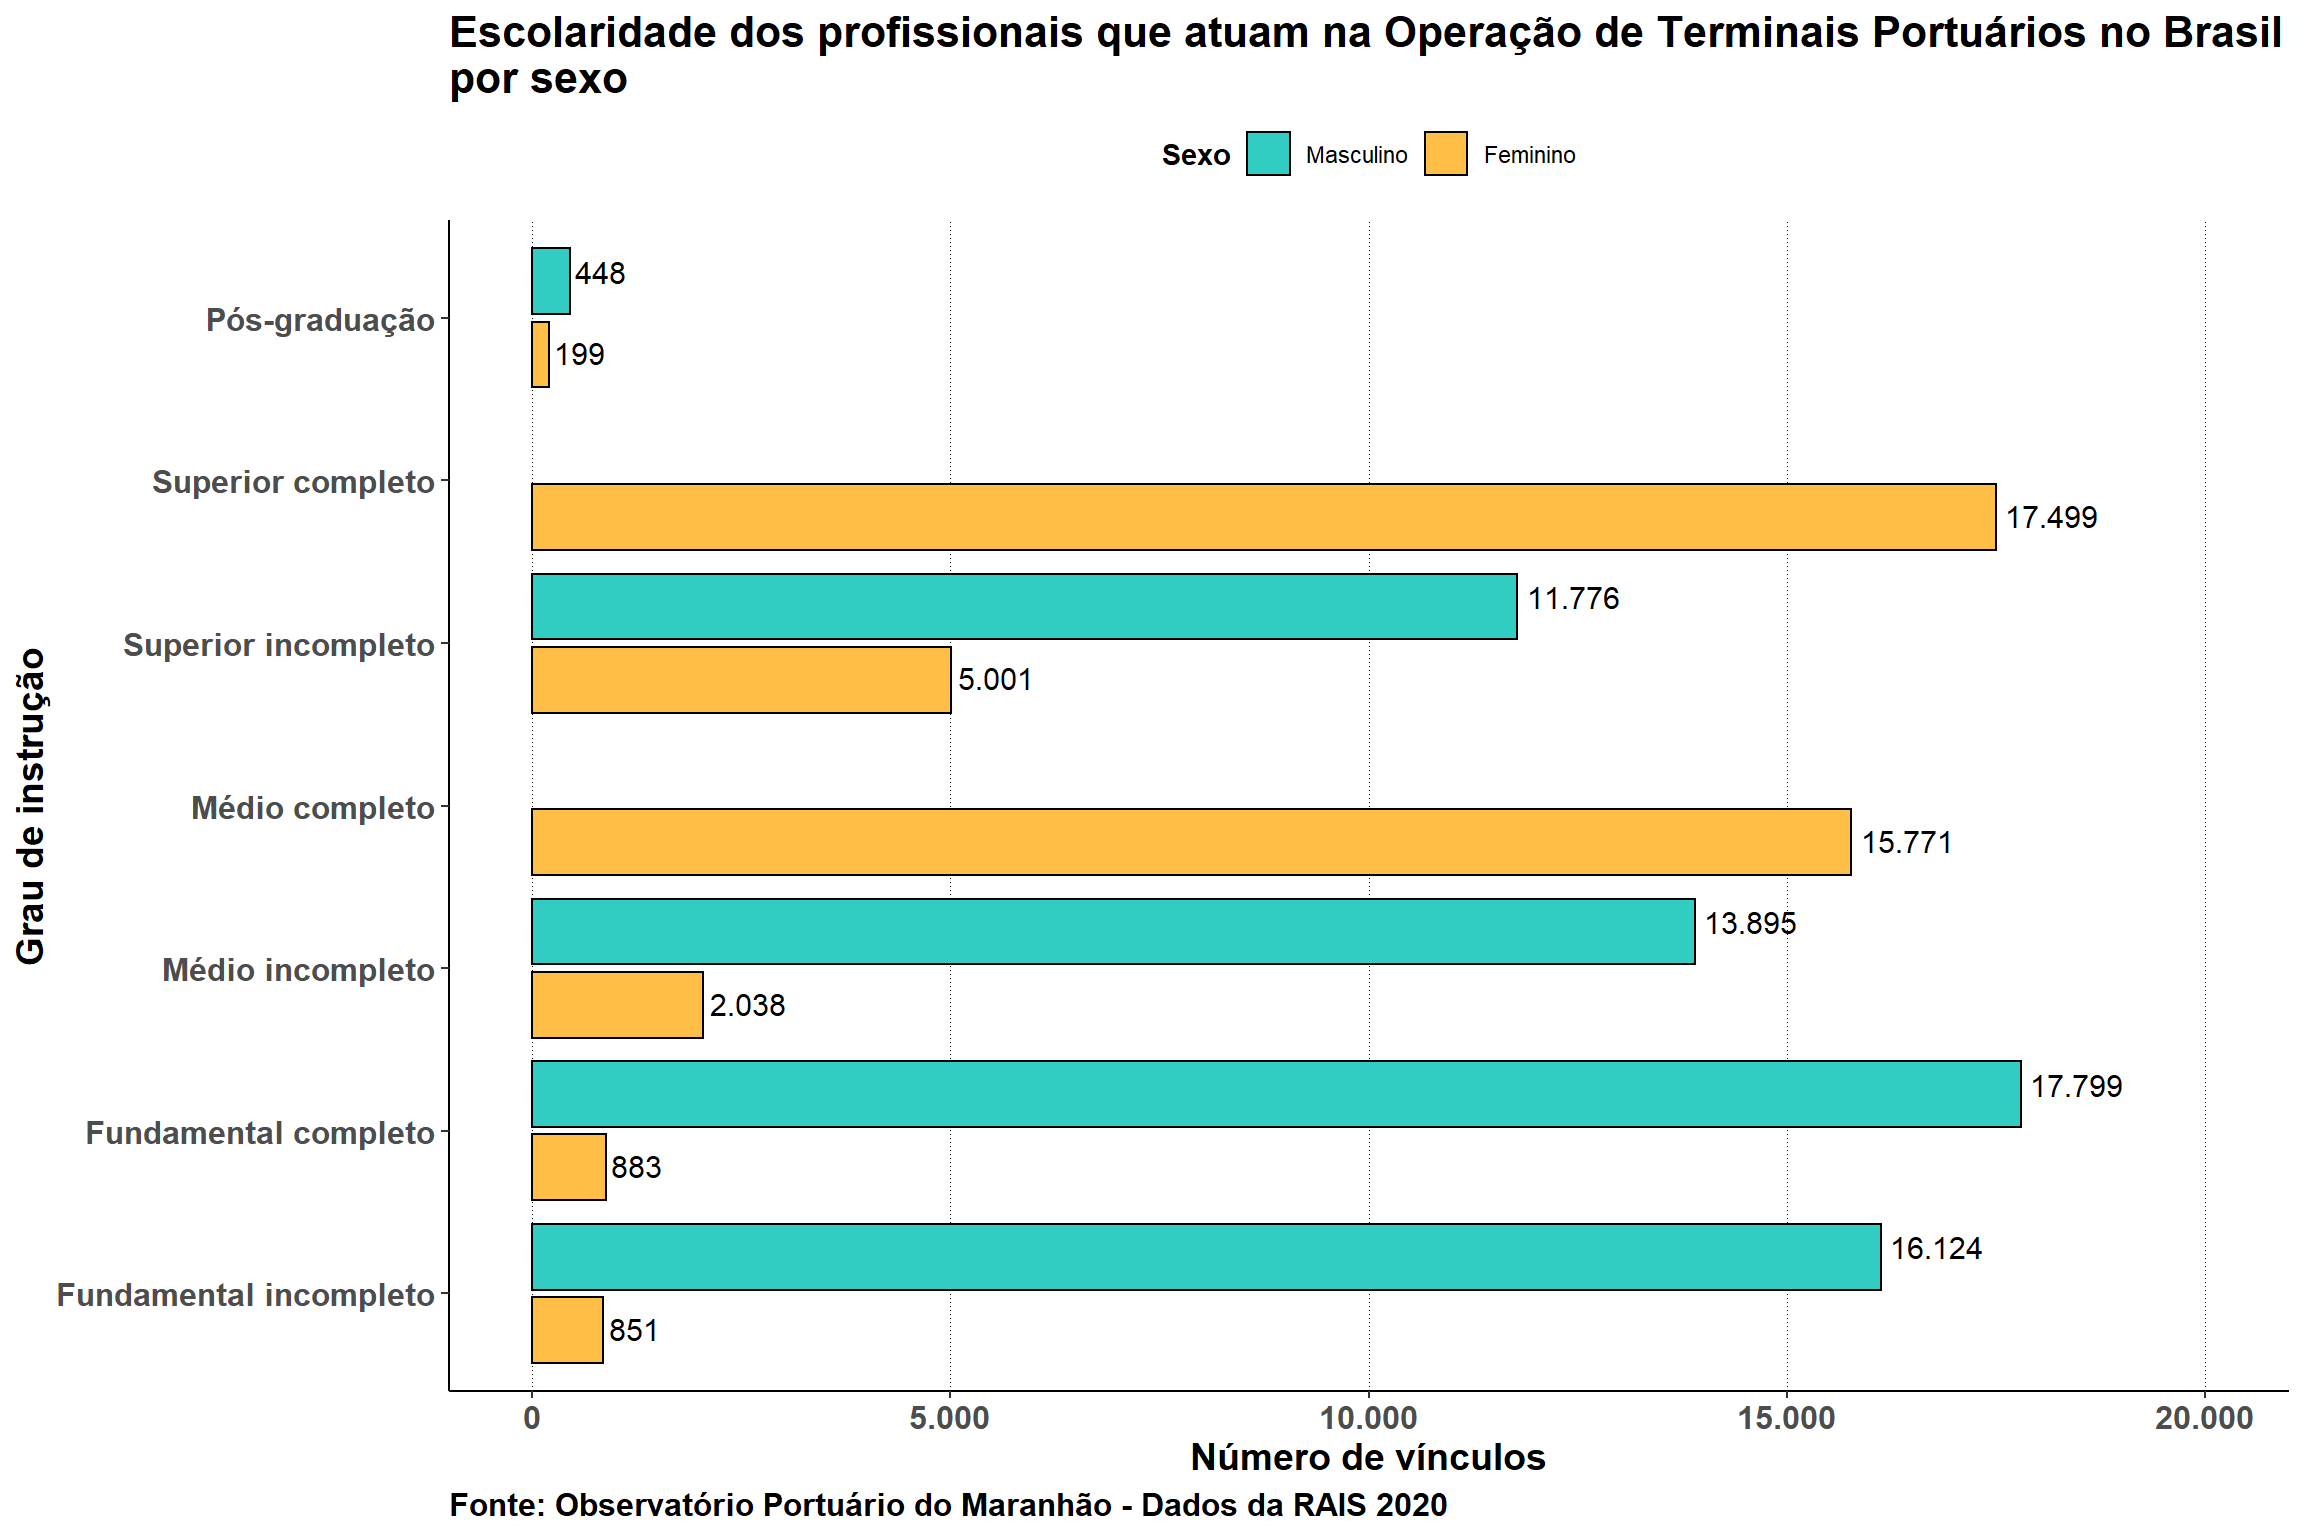 Escolaridade dos profissionais que atuam na Operação de Terminais Portuários no Brasil
por sexo
Sexo Masculino Feminino
Grau de instrução
Pós-graduação
448
199
Superior completo
17.499
Superior incompleto
11.776
5.001
Médio completo
15.771
Médio incompleto
13.895
2.038
Fundamental completo
17.799
883
Fundamental incompleto
16.124
851
0 5.000 10.000 15.000 20.000
Número de vínculos
Fonte: Observatório Portuário do Maranhão - Dados da RAIS 2020